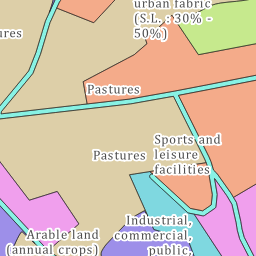 urban fabric
(S.L. : 30% -
50%)
ures
Pastures
Sports and
leisure
facilities
Pastures
Industrial,
commercial,
public,
Arable land
(annual crops)